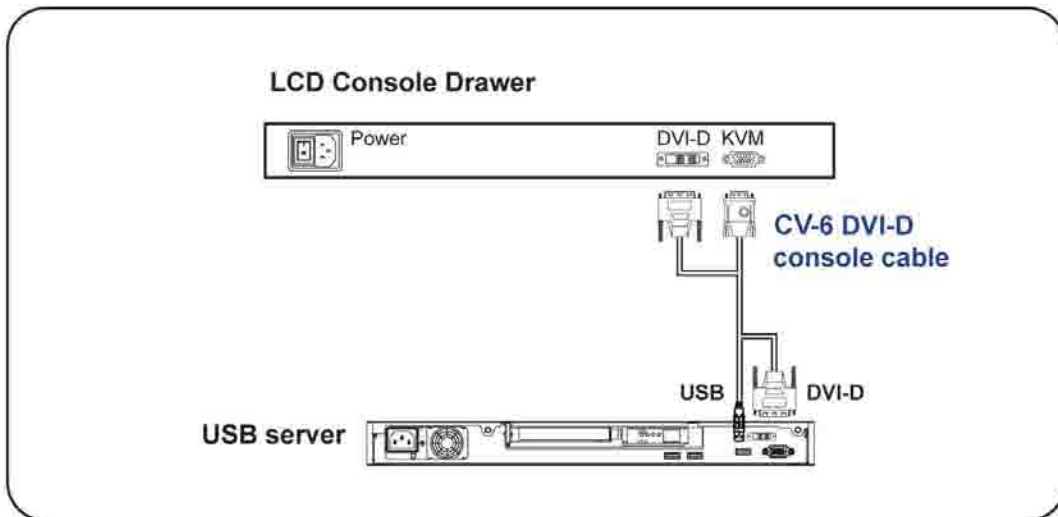 LCD Console Drawer
Power
DVI-D KVM
CV-6 DVI-D
console cable
USB
DVI-D
USB server